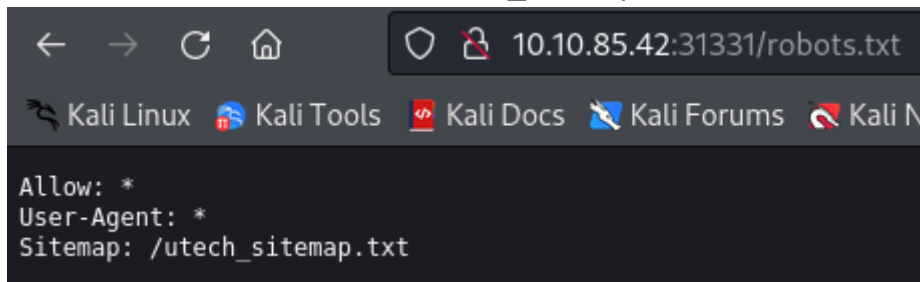 10.10.85.42:31331/robots.txt
Kali Linux Kali Tools Kali Docs Kali Forums Kali
Allow: *
User-Agent: *
Sitemap: /utech_sitemap.txt